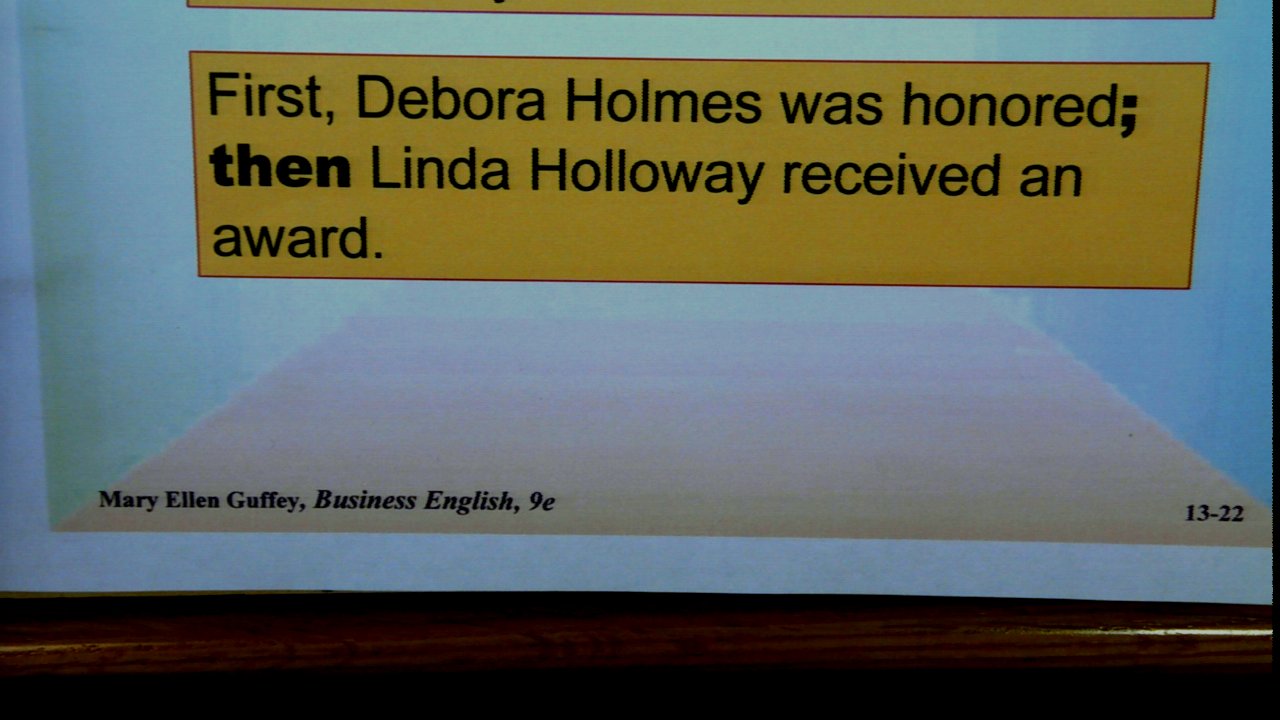 First, Debora Holmes was honored;
then Linda Holloway received an
award.
Mary Ellen Guffey, Business English, 9e
13-22